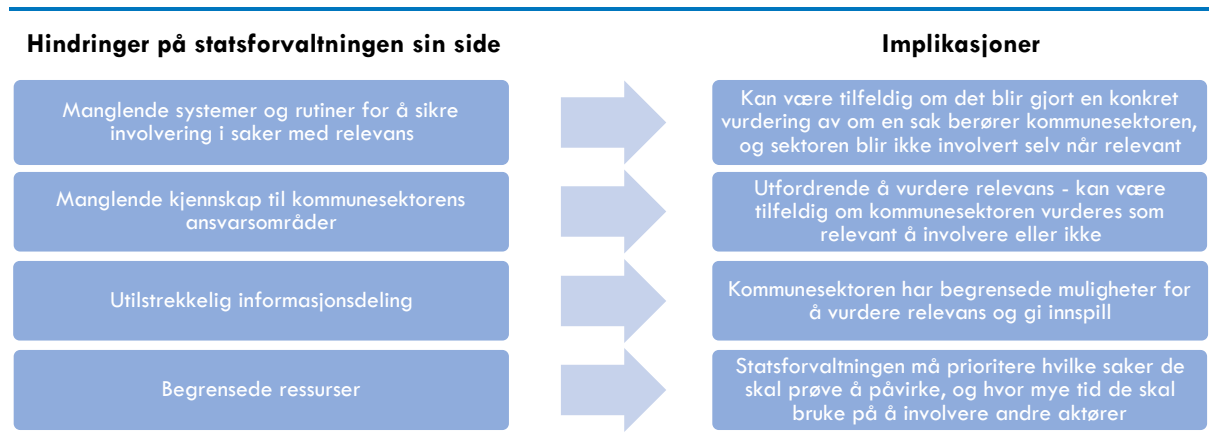 Hindringer på statsforvaltningen sin side
Implikasjoner
Manglende systemer og rutiner for å sikre
involvering i saker med relevans
Kan være tilfeldig om det blir gjort en konkret
vurdering av om en sak berører kommunesektoren,
og sektoren blir ikke involvert selv når relevant
Manglende kjennskap til kommunesektorens
ansvarsområder
Utfordrende å vurdere relevans - kan være
tilfeldig om kommunesektoren vurderes som
relevant å involvere eller ikke
Utilstrekkelig informasjonsdeling
Kommunesektoren har begrensede muligheter for
å vurdere relevans og gi innspill
Begrensede ressurser
Statsforvaltningen må prioritere hvilke saker de
skal prøve å påvirke, og hvor mye tid de skal
bruke på å involvere andre aktører